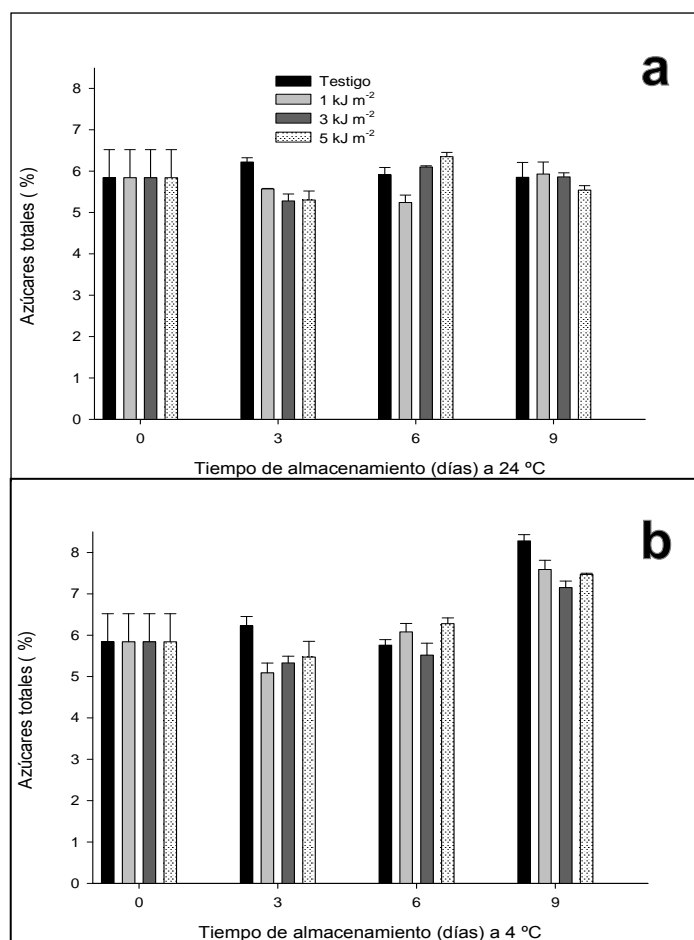 a
Testigo
1 kJ m⁻²
3 kJ m⁻²
5 kJ m⁻²
8
7
6
5
4
3
2
1
0
Azúcares totales ( %)
0 3 6 9
Tiempo de almacenamiento (días) a 24 ºC
b
8
7
6
5
4
3
2
1
0
Azúcares totales ( %)
0 3 6 9
Tiempo de almacenamiento (días) a 4 ºC